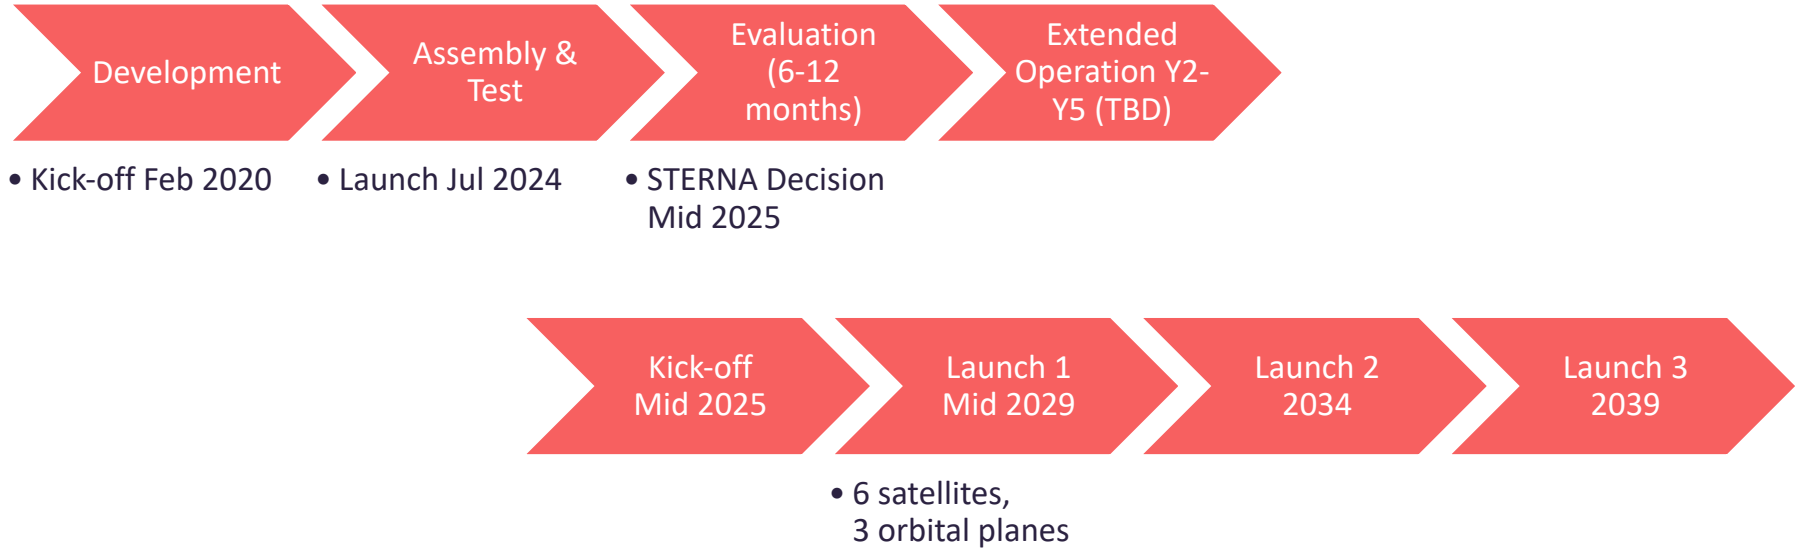 Development
Assembly &
Test
Evaluation
(6-12
months)
Extended
Operation Y2-
Y5 (TBD)
• Kick-off Feb 2020
• Launch Jul 2024
• STERNA Decision
Mid 2025
Kick-off
Mid 2025
Launch 1
Mid 2029
Launch 2
2034
Launch 3
2039
• 6 satellites,
3 orbital planes